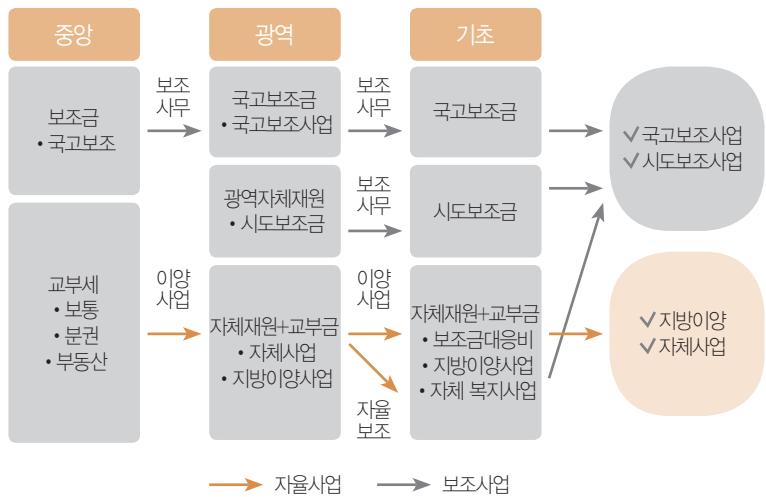 중앙
광역
기초
보조금
• 국고보조
보조
사무
국고보조금
• 국고보조사업
보조
사무
국고보조금
국고보조사업
시도보조사업
광역자체재원
• 시도보조금
보조
사무
시도보조금
교부세
• 보통
• 분권
• 부동산
이양
사업
자체재원+교부금
• 자체사업
• 지방이양사업
이양
사업
자율
보조
자체재원+교부금
• 보조금대응비
• 지방이양사업
• 자체 복지사업
지방이양
자체사업
자율사업
보조사업